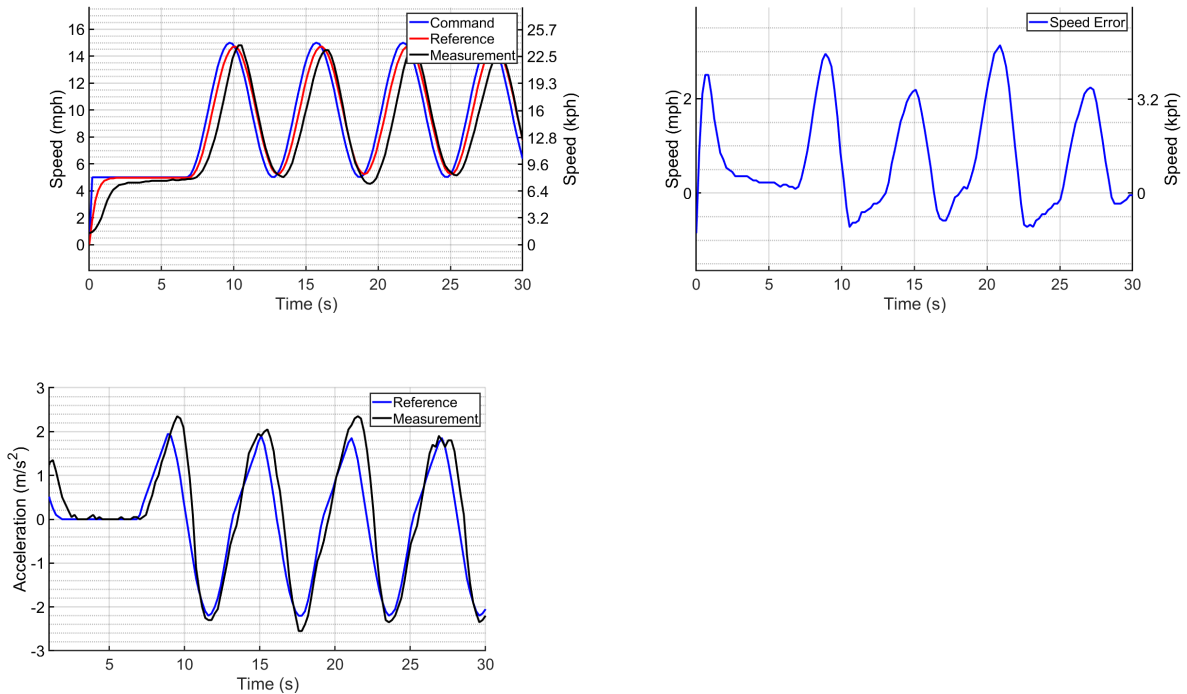 Speed (mph)
16
14
12
10
8
6
4
2
0
Command
Reference
Measurement
25.7
22.5
19.3
16
12.8
9.6
6.4
3.2
0
Speed (kph)
0 5 10 15 20 25 30
Time (s)
Speed (mph)
2
0
Speed Error
3.2
0
Speed (kph)
0 5 10 15 20 25 30
Time (s)
Acceleration (m/s²)
3
2
1
0
-1
-2
-3
Reference
Measurement
5 10 15 20 25 30
Time (s)